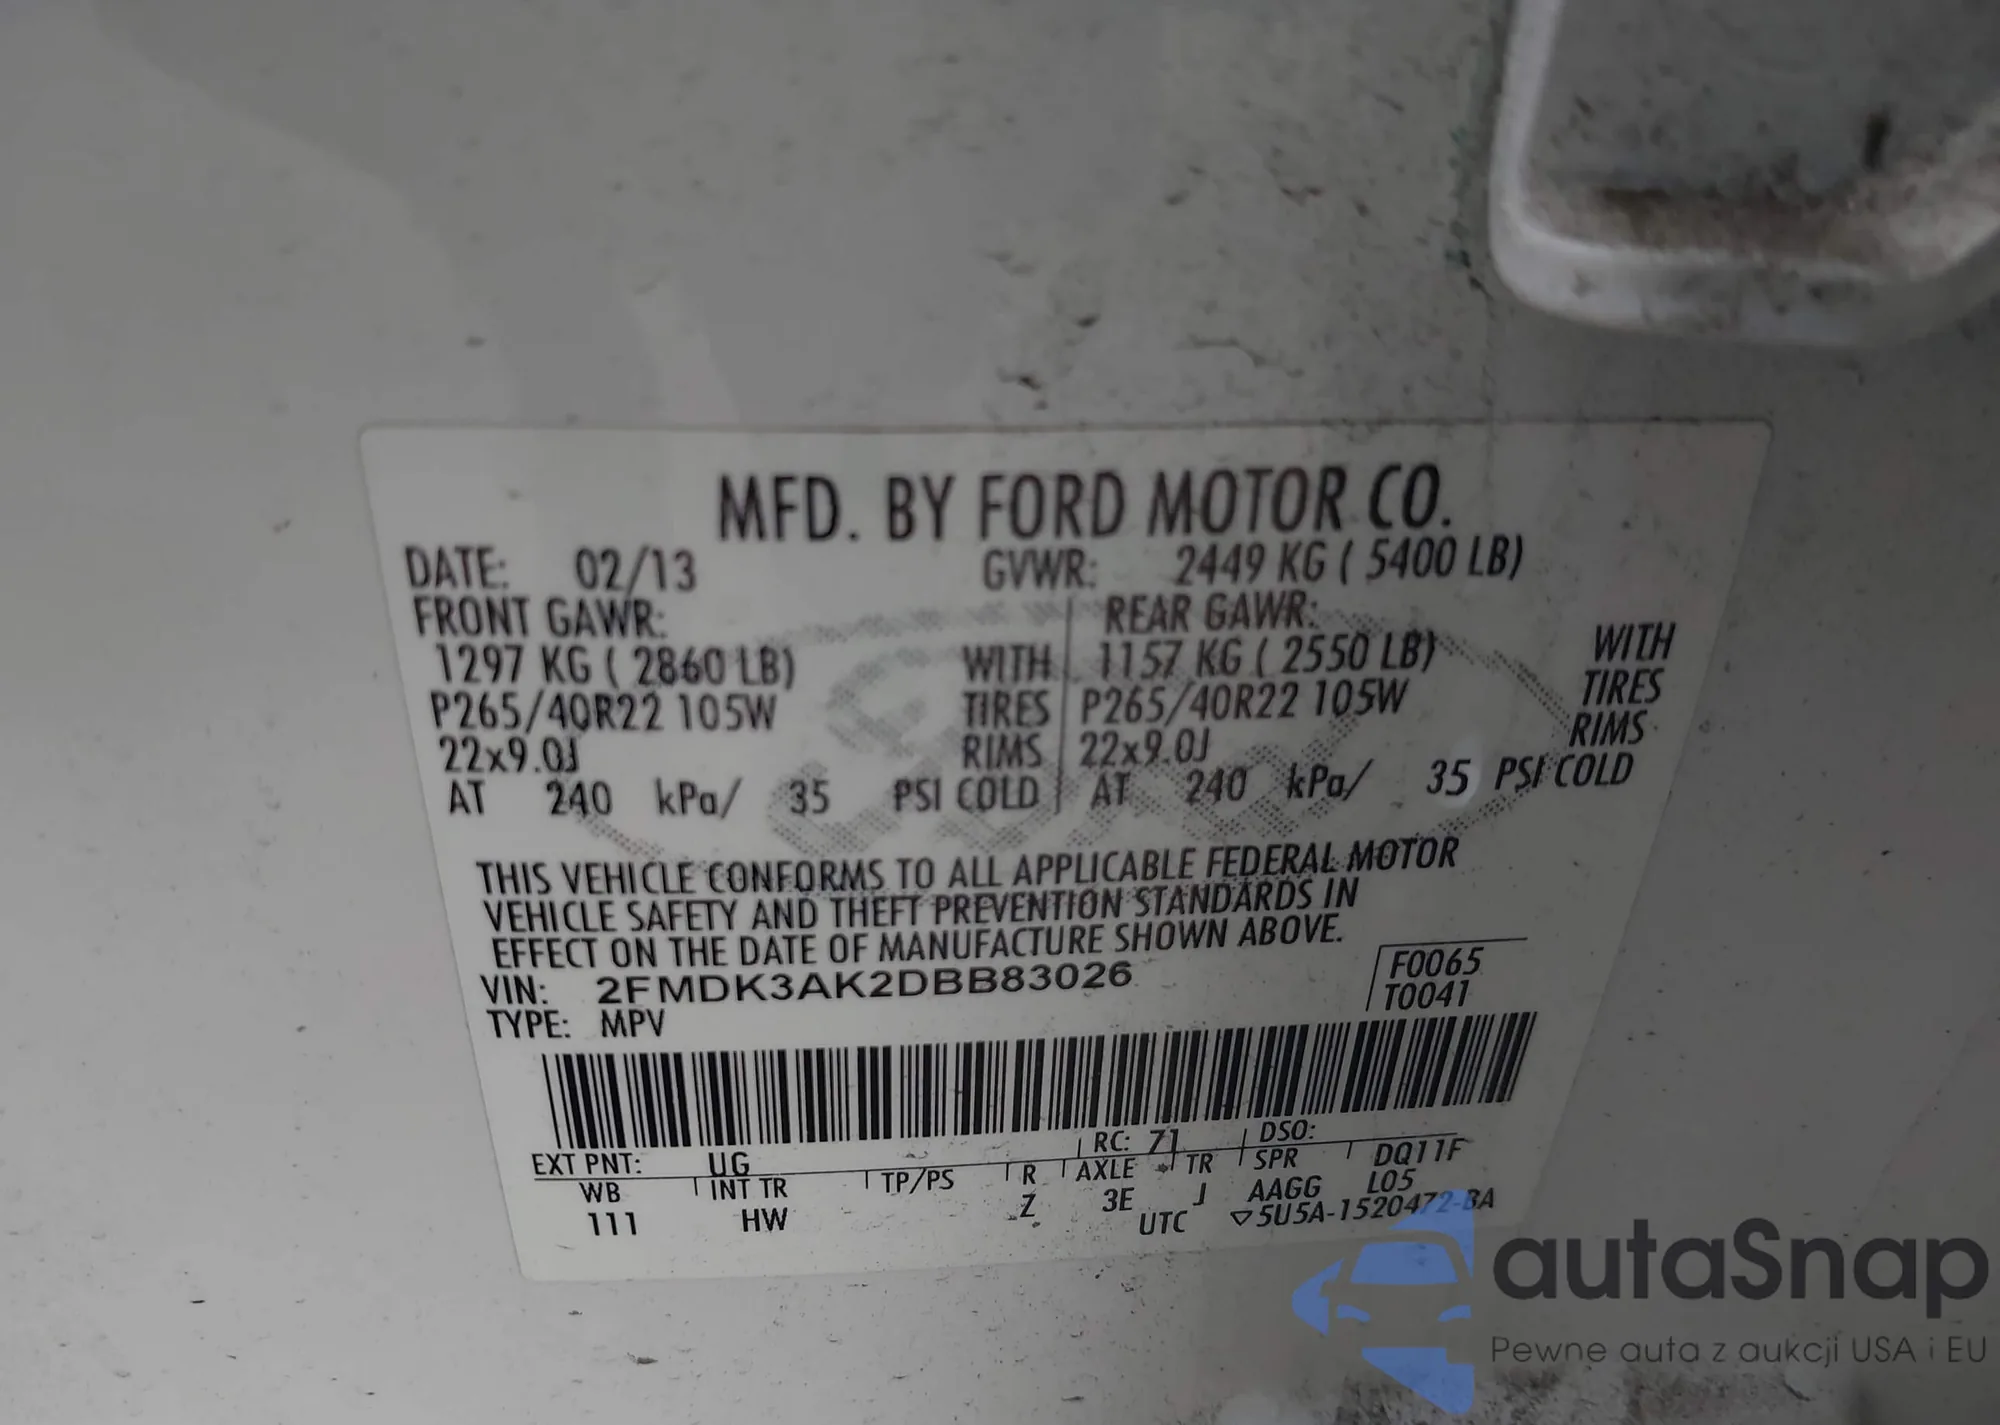 MFD. BY FORD MOTOR CO.
DATE: 02/13 GVWR: 2449 KG ( 5400 LB)
FRONT GAWR: REAR GAWR:
1297 KG ( 2860 LB) WITH 1157 KG ( 2550 LB) WITH
P265/40R22 105W TIRES P265/40R22 105W TIRES
22x9.0J RIMS 22x9.0J RIMS
AT 240 kPa/ 35 PSI COLD AT 240 kPa/ 35 PSI COLD
THIS VEHICLE CONFORMS TO ALL APPLICABLE FEDERAL MOTOR
VEHICLE SAFETY AND THEFT PREVENTION STANDARDS IN
EFFECT ON THE DATE OF MANUFACTURE SHOWN ABOVE.
VIN: 2FMDK3AK2DBB83026 F0065
TYPE: MPV T0041
EXT PNT: UG RC: 71 DSO:
WB INT TR TP/PS R AXLE TR SPR DQ11F
111 HW Z 3E J AAGG L05
UTC ▽5U5A-1520472-BA
autaSnap
Pewne auta z aukcji USA i EU